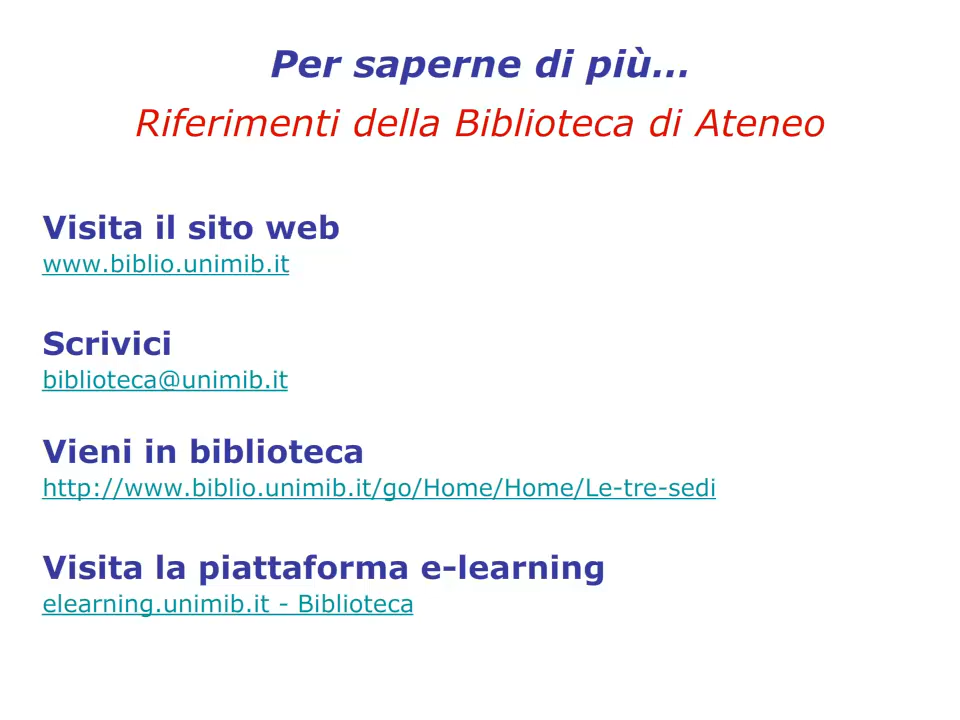 Per saperne di più…
Riferimenti della Biblioteca di Ateneo
Visita il sito web
www.biblio.unimib.it
Scrivici
biblioteca@unimib.it
Vieni in biblioteca
http://www.biblio.unimib.it/go/Home/Home/Le-tre-sedi
Visita la piattaforma e-learning
elearning.unimib.it - Biblioteca